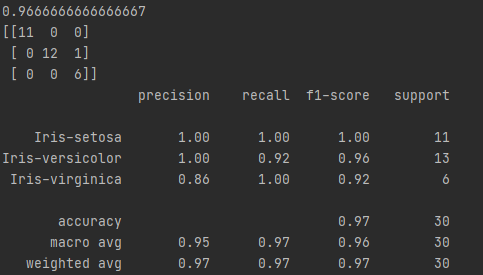 0.9666666666666667
[[11  0  0]
 [ 0 12  1]
 [ 0  0  6]]
                 precision    recall  f1-score   support

    Iris-setosa       1.00      1.00      1.00        11
Iris-versicolor       1.00      0.92      0.96        13
 Iris-virginica       0.86      1.00      0.92         6

       accuracy                           0.97        30
      macro avg       0.95      0.97      0.96        30
   weighted avg       0.97      0.97      0.97        30